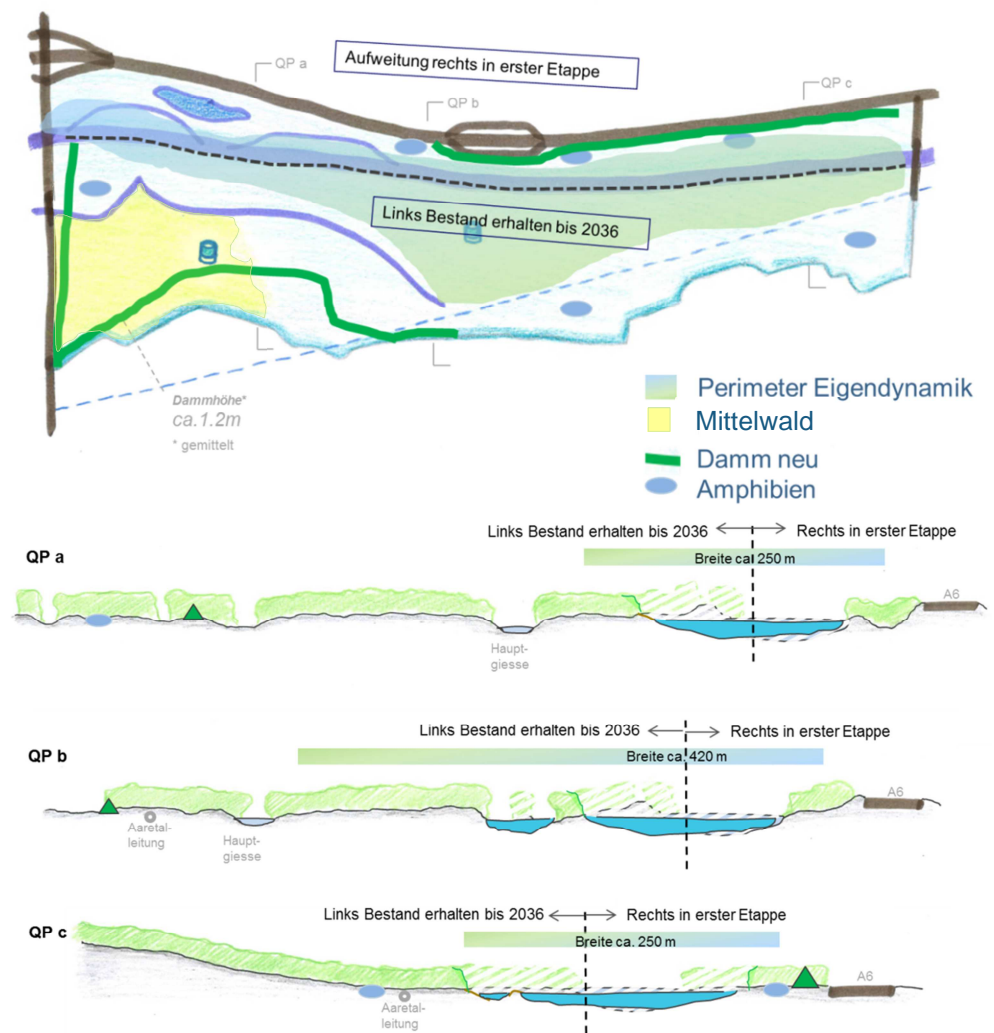 QP a
Aufweitung rechts in erster Etappe
QP b
QP c
Links Bestand erhalten bis 2036
Dammhöhe*
ca.1.2m
* gemittelt
Perimeter Eigendynamik
Mittelwald
Damm neu
Amphibien
Links Bestand erhalten bis 2036
Rechts in erster Etappe
QP a
Breite ca. 250 m
A6
Haupt-
giesse
Links Bestand erhalten bis 2036
Rechts in erster Etappe
QP b
Breite ca. 420 m
A6
Aaretal-
leitung
Haupt-
giesse
Links Bestand erhalten bis 2036
Rechts in erster Etappe
QP c
Breite ca. 250 m
A6
Aaretal-
leitung